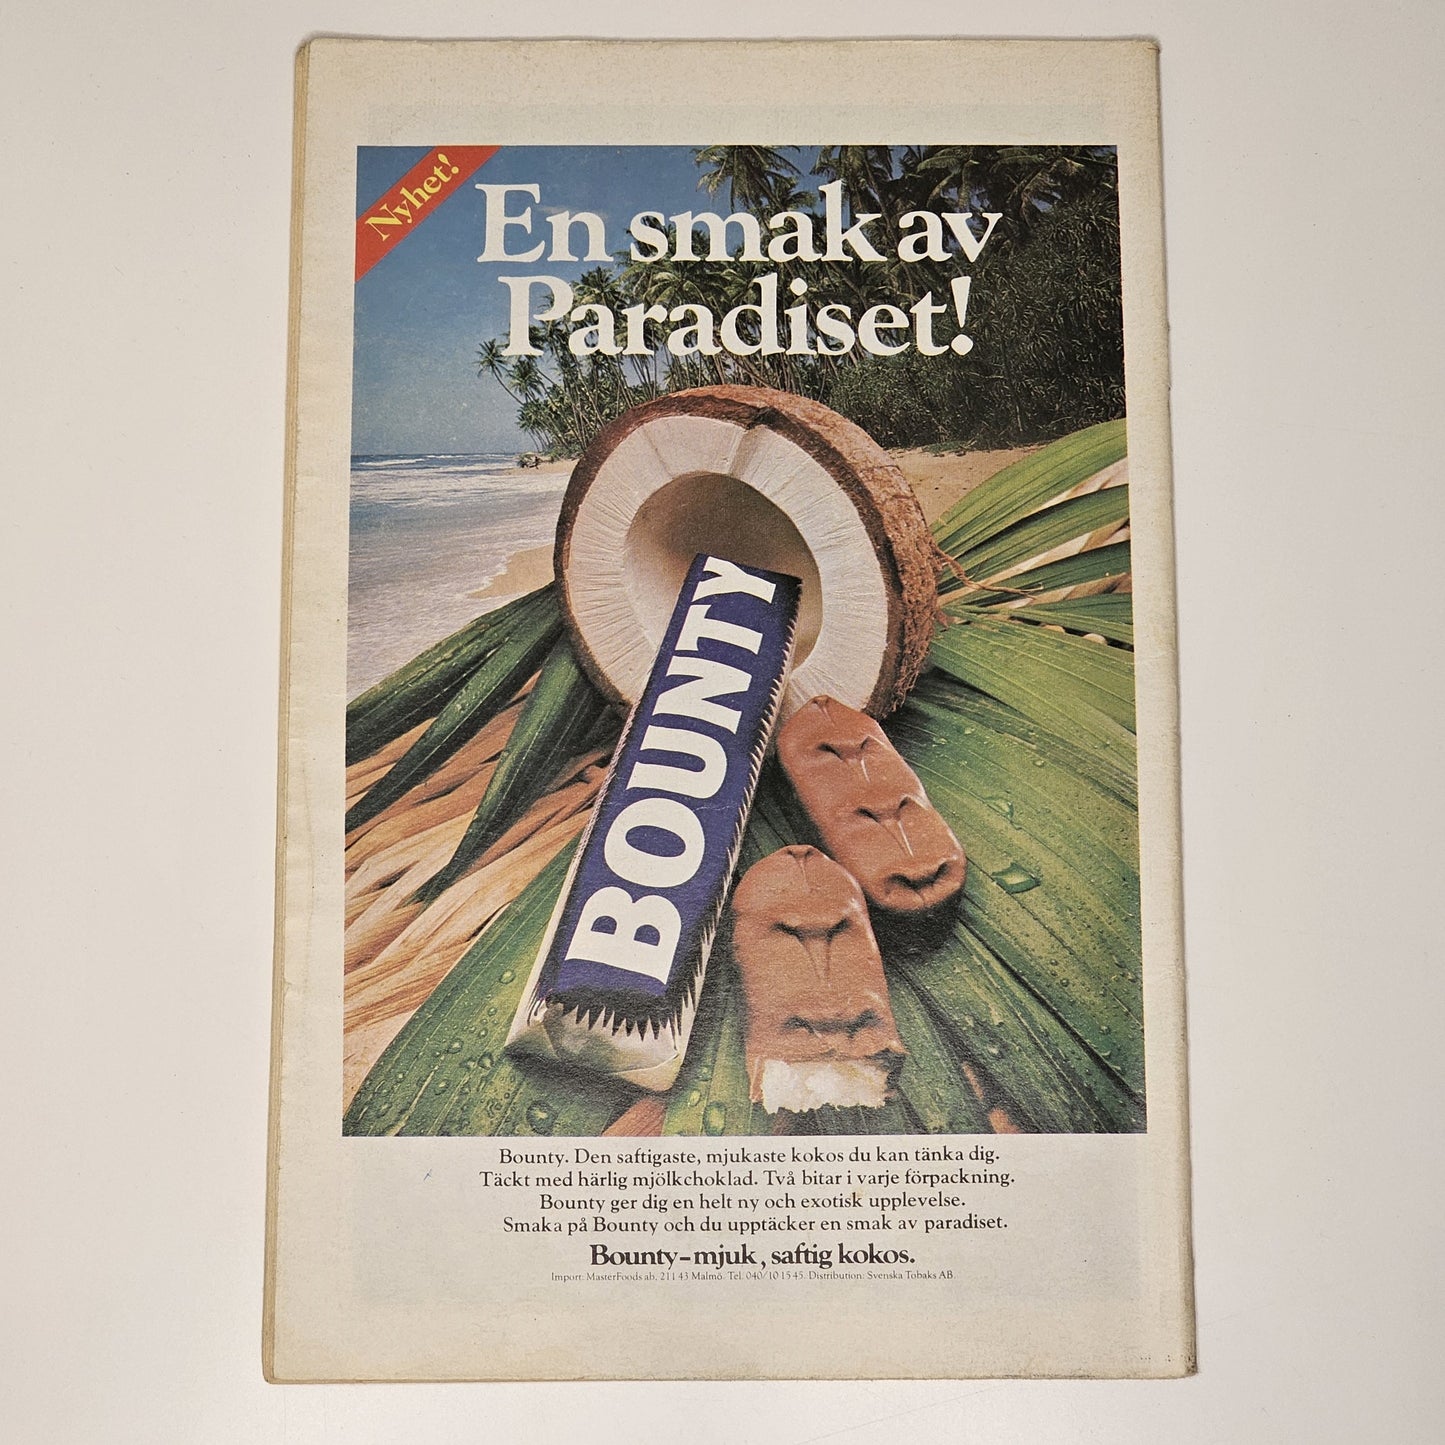 Nyhet!
En smak av
Paradiset!
BOUNTY
Bounty. Den saftigaste, mjukaste kokos du kan tänka dig.
Täckt med härlig mjölkchoklad. Två bitar i varje förpackning.
Bounty ger dig en helt ny och exotisk upplevelse.
Smaka på Bounty och du upptäcker en smak av paradiset.
Bounty–mjuk, saftig kokos.
Import: MasterFoods ab, 211 43 Malmö. Tel. 040/10 15 45. Distribution: Svenska Tobaks AB.